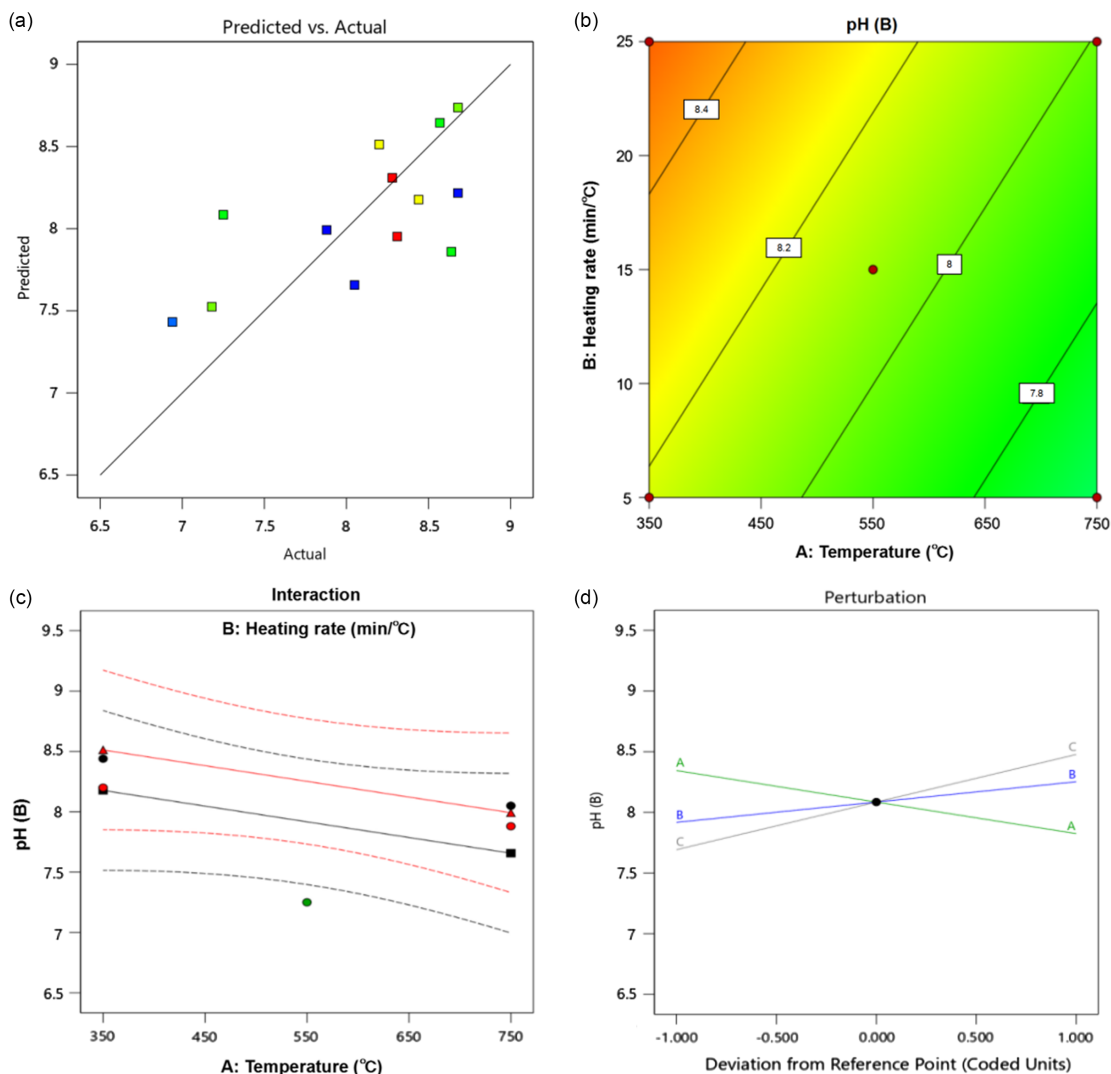 (a)
Predicted vs. Actual
9
8.5
8
7.5
7
6.5
Predicted
6.5 7 7.5 8 8.5 9
Actual
(b)
pH (B)
25
20
15
10
5
B: Heating rate (min/°C)
8.4
8.2
8
7.8
350 450 550 650 750
A: Temperature (°C)
(c)
Interaction
B: Heating rate (min/°C)
9.5
9
8.5
8
7.5
7
6.5
pH (B)
350 450 550 650 750
A: Temperature (°C)
(d)
Perturbation
9.5
9
8.5
8
7.5
7
6.5
pH (B)
A
B
C
C
B
A
-1.000 -0.500 0.000 0.500 1.000
Deviation from Reference Point (Coded Units)